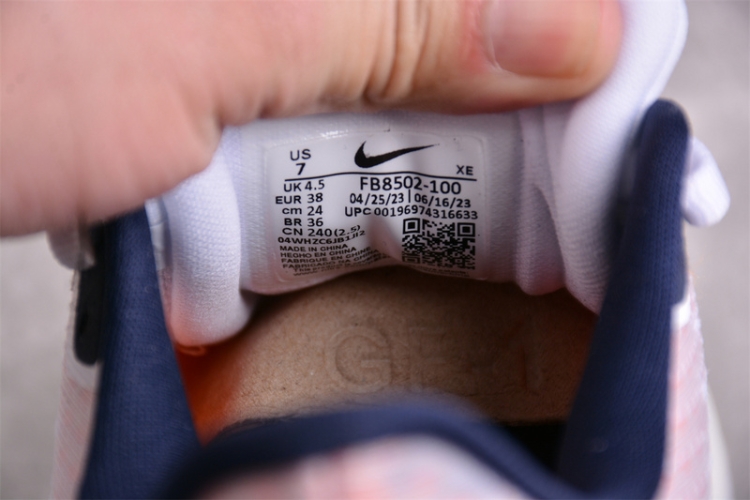 US
7
XE
UK 4.5
FB8502-100
EUR 38
04/25/23 | 06/16/23
cm 24
UPC 00196974316633
BR 36
CN 240(2.5)
MADE IN CHINA
HECHO EN CHINA
FABRIQUÉ EN CHINE